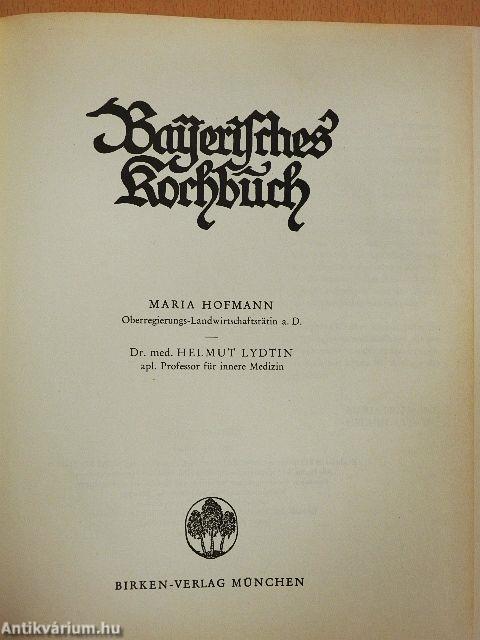 Bayerisches
Kochbuch
MARIA HOFMANN
Oberregierungs-Landwirtschaftsrätin a. D.
Dr. med. HELMUT LYDTIN
apl. Professor für innere Medizin
BIRKEN-VERLAG MÜNCHEN
Antikvárium.hu